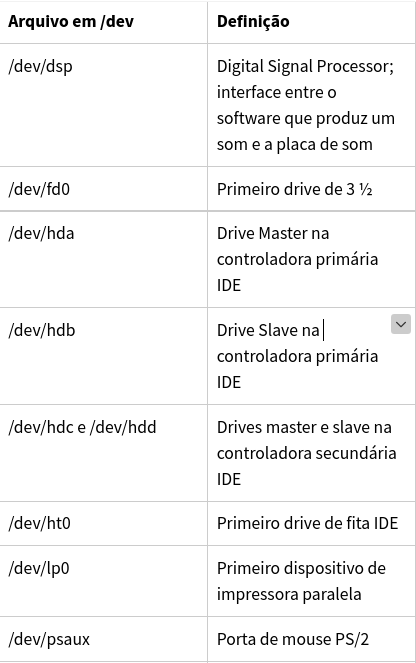 Arquivo em /dev
Definição
/dev/dsp
Digital Signal Processor;
interface entre o
software que produz um
som e a placa de som
/dev/fd0
Primeiro drive de 3 ½
/dev/hda
Drive Master na
controladora primária
IDE
/dev/hdb
Drive Slave na
controladora primária
IDE
/dev/hdc e /dev/hdd
Drives master e slave na
controladora secundária
IDE
/dev/ht0
Primeiro drive de fita IDE
/dev/lp0
Primeiro dispositivo de
impressora paralela
/dev/psaux
Porta de mouse PS/2